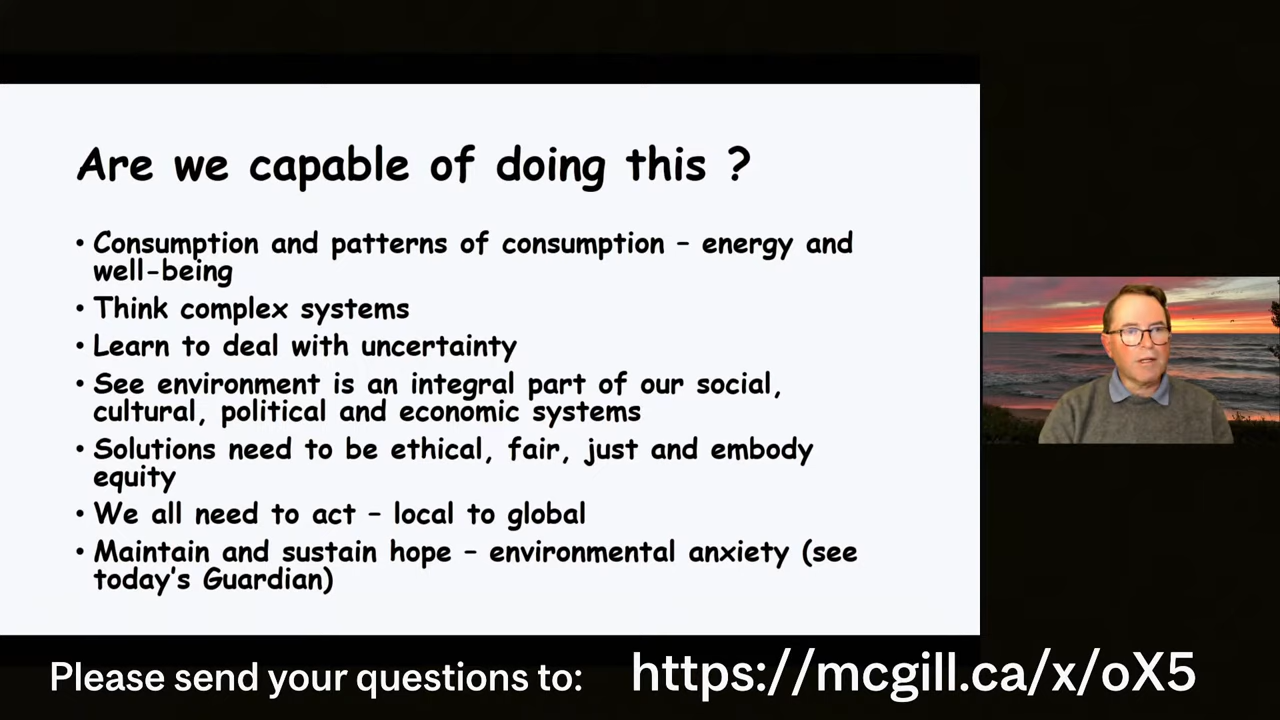 Are we capable of doing this ?
• Consumption and patterns of consumption – energy and
well-being
• Think complex systems
• Learn to deal with uncertainty
• See environment is an integral part of our social,
cultural, political and economic systems
• Solutions need to be ethical, fair, just and embody
equity
• We all need to act – local to global
• Maintain and sustain hope – environmental anxiety (see
today's Guardian)
Please send your questions to: https://mcgill.ca/x/oX5